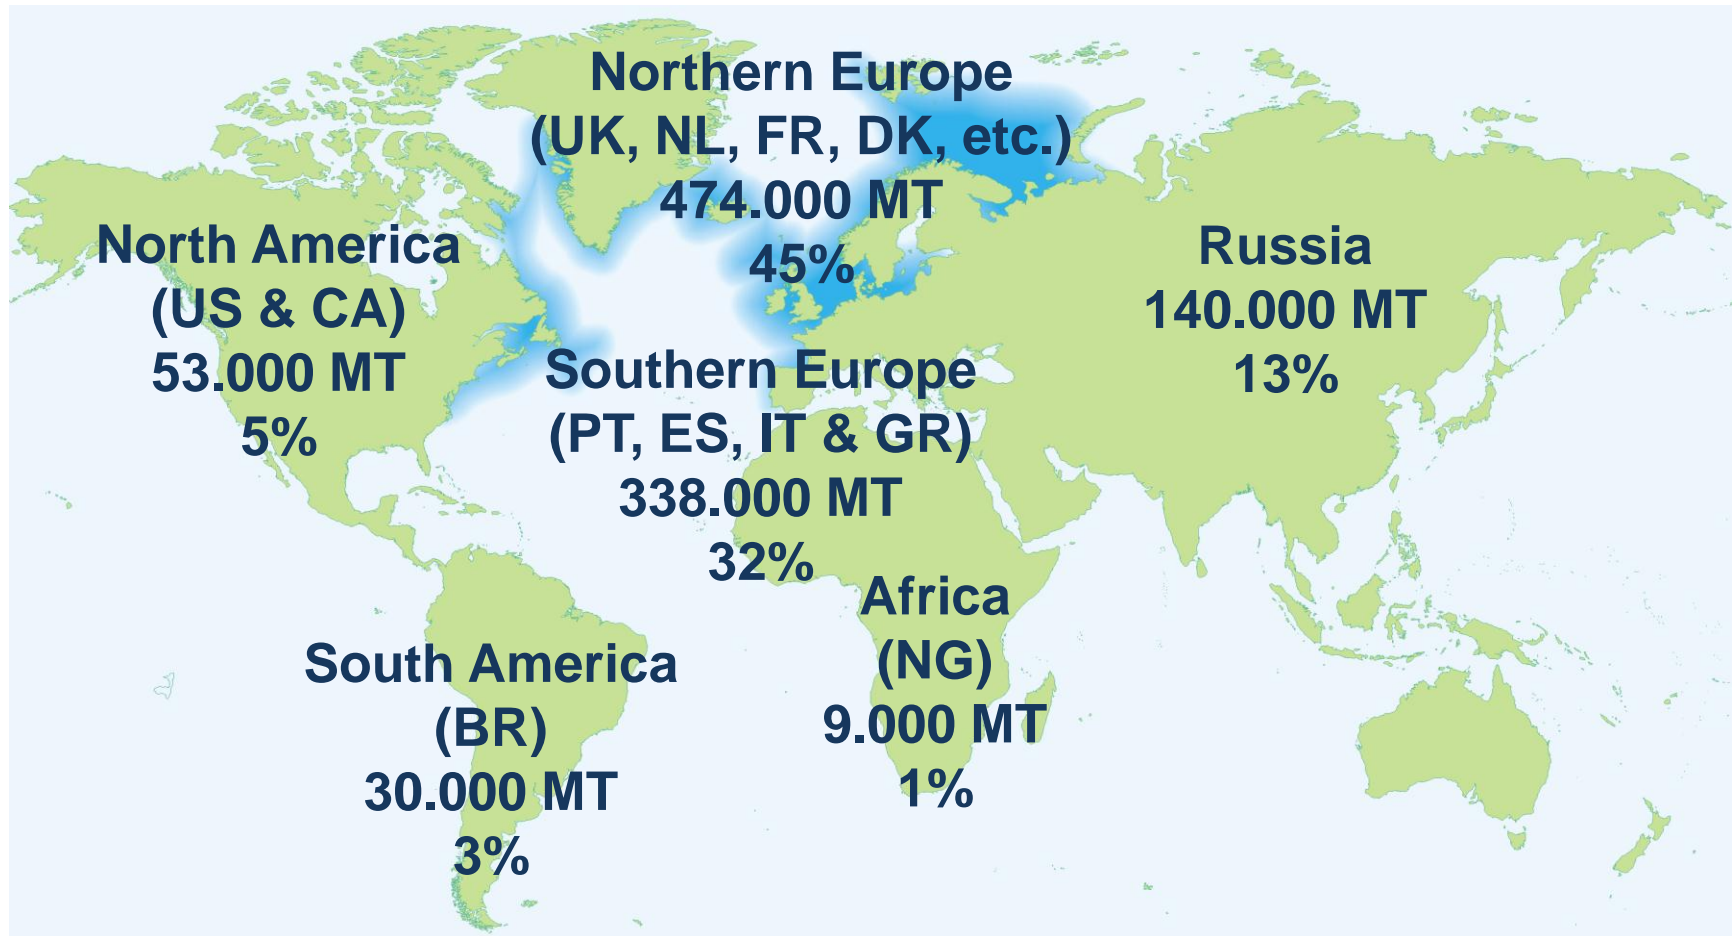 Northern Europe
(UK, NL, FR, DK, etc.)
474.000 MT
45%
North America
(US & CA)
53.000 MT
5%
Russia
140.000 MT
13%
Southern Europe
(PT, ES, IT & GR)
338.000 MT
32%
Africa
(NG)
9.000 MT
1%
South America
(BR)
30.000 MT
3%